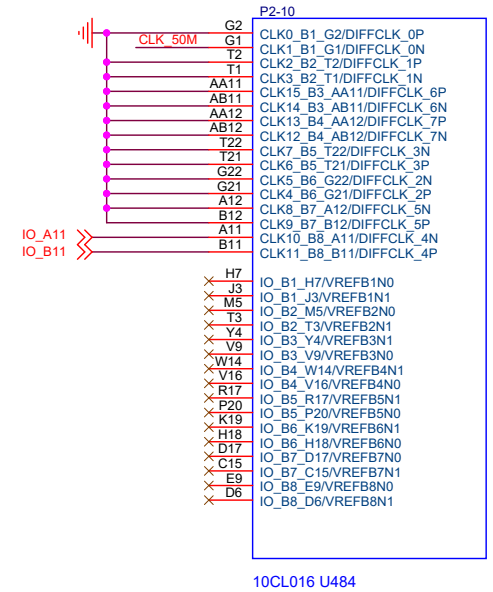 P2-10
G2 CLK0_B1_G2/DIFFCLK_0P
CLK_50M G1 CLK1_B1_G1/DIFFCLK_0N
T2 CLK2_B2_T2/DIFFCLK_1P
T1 CLK3_B2_T1/DIFFCLK_1N
AA11 CLK15_B3_AA11/DIFFCLK_6P
AB11 CLK14_B3_AB11/DIFFCLK_6N
AA12 CLK13_B4_AA12/DIFFCLK_7P
AB12 CLK12_B4_AB12/DIFFCLK_7N
T22 CLK7_B5_T22/DIFFCLK_3N
T21 CLK6_B5_T21/DIFFCLK_3P
G22 CLK5_B6_G22/DIFFCLK_2N
G21 CLK4_B6_G21/DIFFCLK_2P
A12 CLK8_B7_A12/DIFFCLK_5N
B12 CLK9_B7_B12/DIFFCLK_5P
IO_A11 A11 CLK10_B8_A11/DIFFCLK_4N
IO_B11 B11 CLK11_B8_B11/DIFFCLK_4P
H7 IO_B1_H7/VREFB1N0
J3 IO_B1_J3/VREFB1N1
M5 IO_B2_M5/VREFB2N0
T3 IO_B2_T3/VREFB2N1
Y4 IO_B3_Y4/VREFB3N1
V9 IO_B3_V9/VREFB3N0
W14 IO_B4_W14/VREFB4N1
V16 IO_B4_V16/VREFB4N0
R17 IO_B5_R17/VREFB5N1
P20 IO_B5_P20/VREFB5N0
K19 IO_B6_K19/VREFB6N1
H18 IO_B6_H18/VREFB6N0
D17 IO_B7_D17/VREFB7N0
C15 IO_B7_C15/VREFB7N1
E9 IO_B8_E9/VREFB8N0
D6 IO_B8_D6/VREFB8N1
10CL016 U484